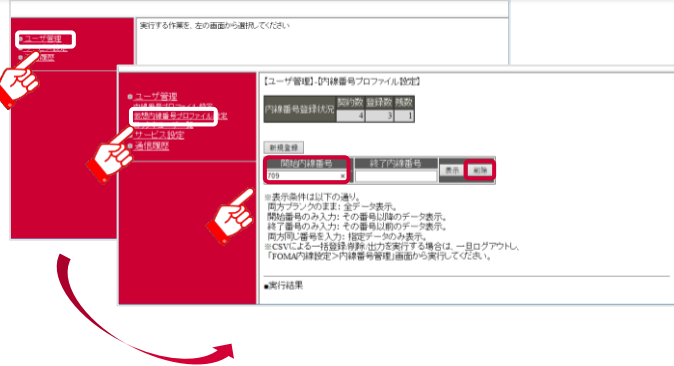 実行する作業を、左の画面から選択してください
ユーザ管理
【ユーザ管理】-【内線番号プロファイル設定】
内線番号登録状況
契約数 登録数 残数
4 3 1
ユーザ管理
仮想内線番号プロファイル
サービス設定
通信履歴
新規登録
開始内線番号 終了内線番号
709 × 表示 削除
※表示条件は以下の通り。
両方ブランクのまま: 全データ表示。
開始番号のみ入力: その番号以降のデータ表示。
終了番号のみ入力: その番号以前のデータ表示。
両方同じ番号を入力: 指定データのみ表示。
※CSVによる一括登録/削除/出力を実行する場合は、一旦ログアウトし、
「FOMA内線設定＞内線番号管理」画面から実行してください。
■実行結果